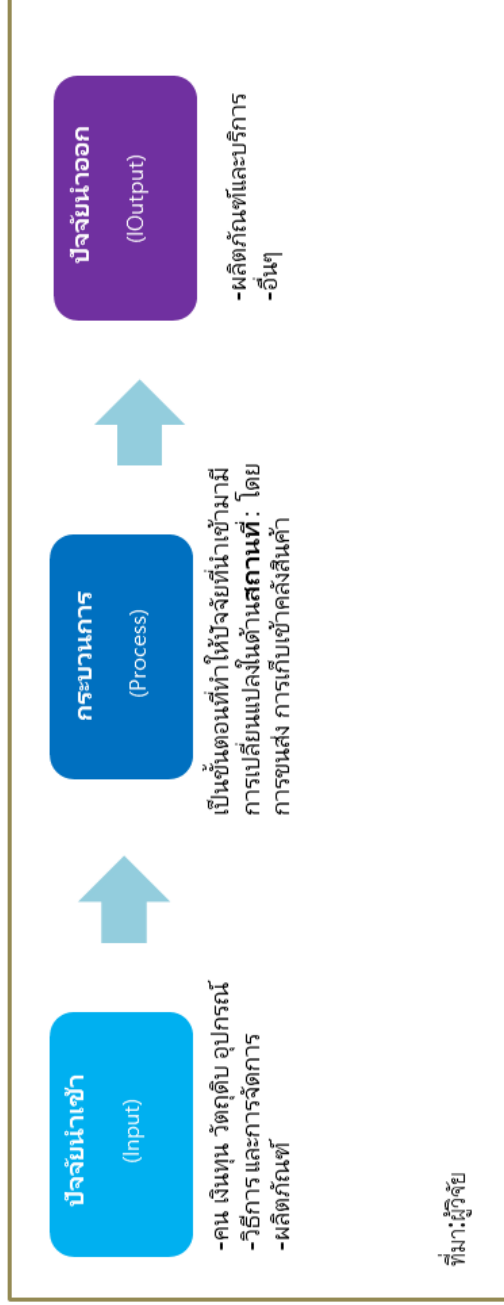 ปัจจัยนำเข้า
(Input)
-คน เงินทุน วัตถุดิบ อุปกรณ์
-วิธีการ และการจัดการ
-ผลิตภัณฑ์
กระบวนการ
(Process)
เป็นขั้นตอนที่ทำให้ปัจจัยที่นำเข้ามามี
การเปลี่ยนแปลงในด้านสถานที่ : โดย
การขนส่ง การเก็บเข้าคลังสินค้า
ปัจจัยนำออก
(IOutput)
-ผลิตภัณฑ์และบริการ
-อื่นๆ
ที่มา:ผู้วิจัย